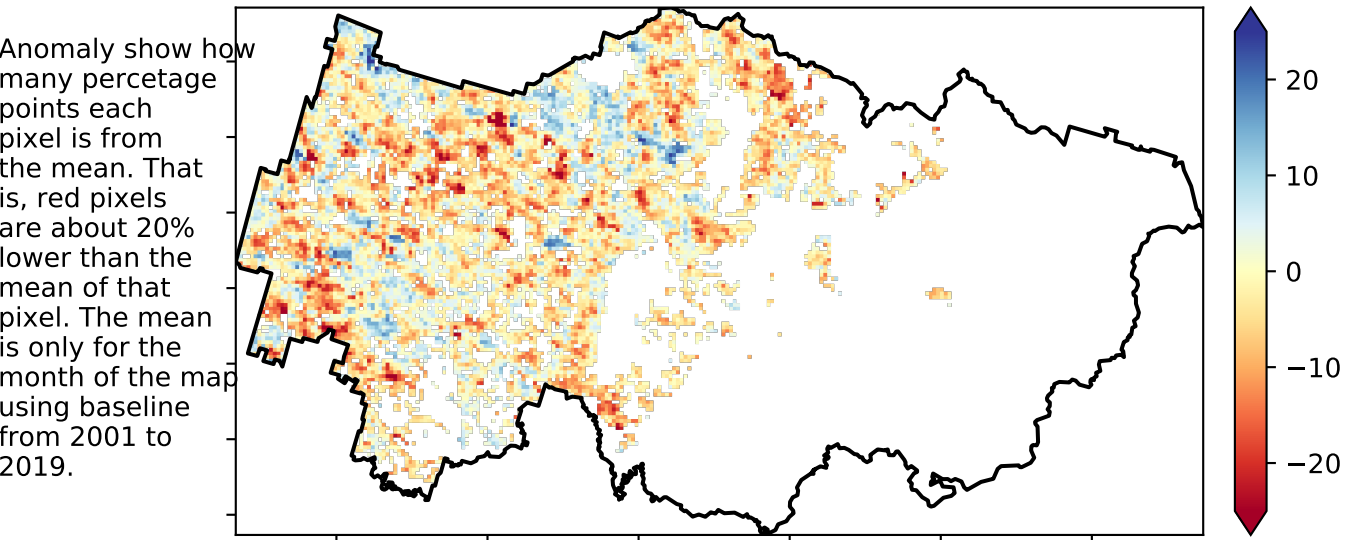 Anomaly show how
many percetage
points each
pixel is from
the mean. That
is, red pixels
are about 20%
lower than the
mean of that
pixel. The mean
is only for the
month of the map
using baseline
from 2001 to
2019.
20
10
0
−10
−20